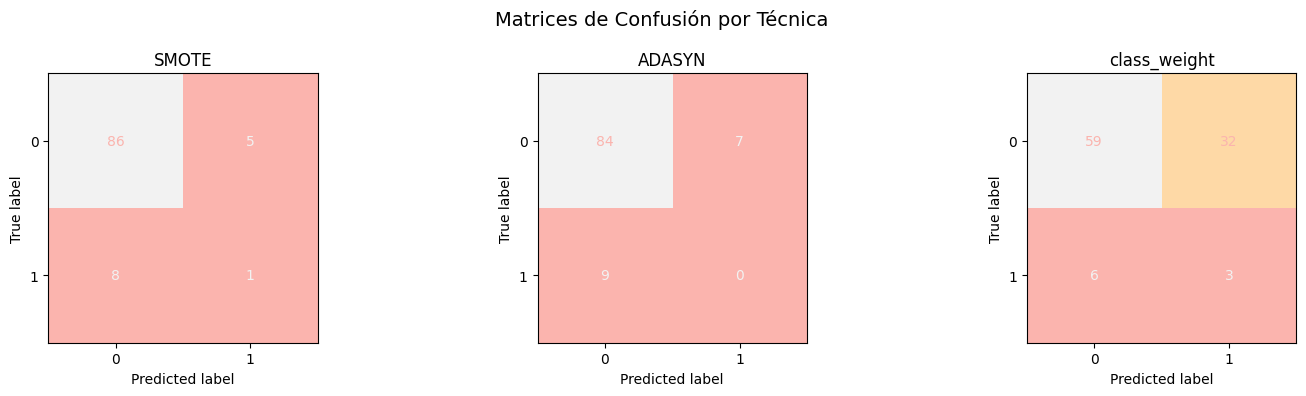 Matrices de Confusión por Técnica
SMOTE
0
86
5
1
8
1
0
1
True label
Predicted label
ADASYN
0
84
7
1
9
0
0
1
True label
Predicted label
class_weight
0
59
32
1
6
3
0
1
True label
Predicted label